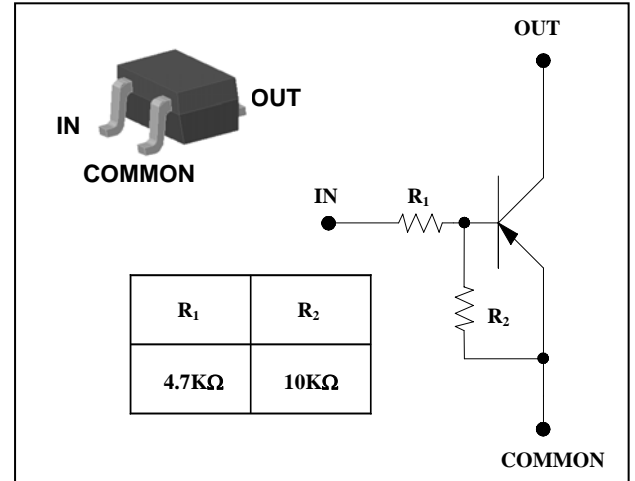 OUT
OUT
IN
COMMON
IN
R₁
R₂
R₁ R₂
4.7KΩ 10KΩ
COMMON